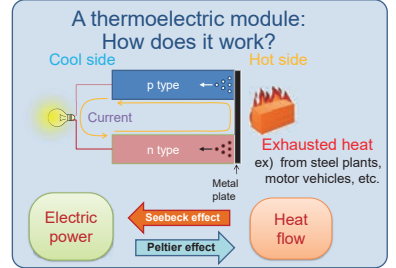 A thermoelectric module:
How does it work?
Cool side
Hot side
p type
Current
n type
Exhausted heat
ex) from steel plants,
motor vehicles, etc.
Metal
plate
Electric
power
Seebeck effect
Peltier effect
Heat
flow